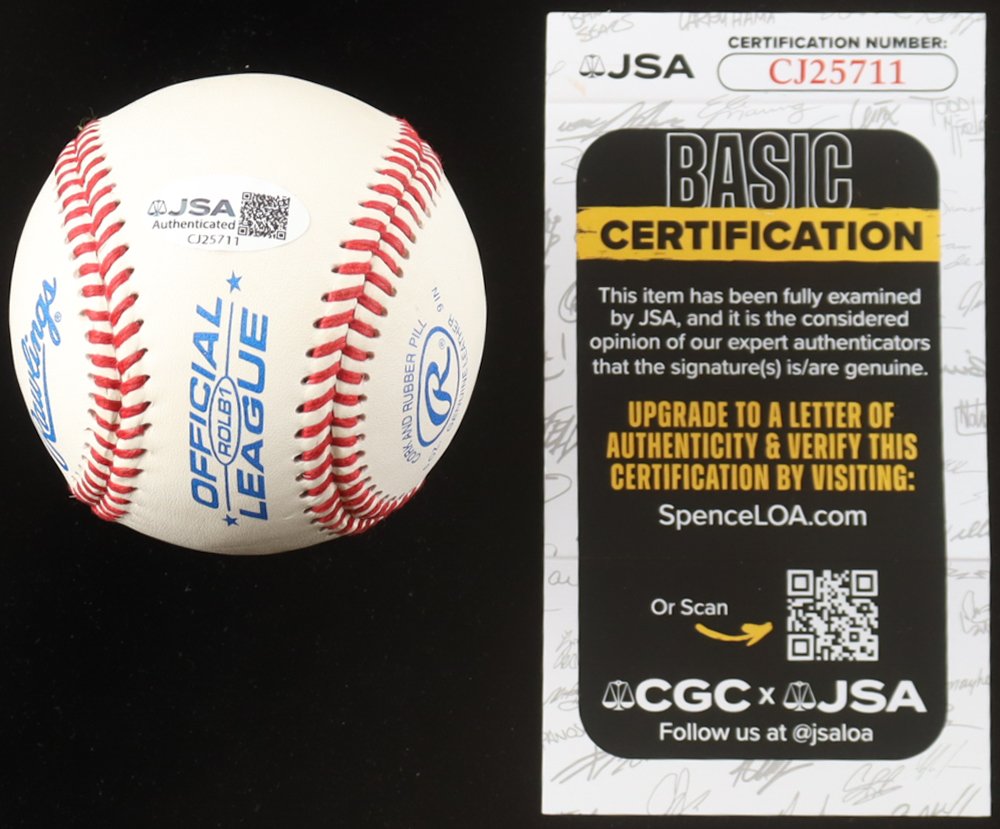 JSA
Authenticated
CJ25711
Rawlings®
OFFICIAL
ROLB1
LEAGUE
CORK AND RUBBER PILL
R®
LEATHER 9 IN
JSA
CERTIFICATION NUMBER:
CJ25711
BASIC
CERTIFICATION
This item has been fully examined
by JSA, and it is the considered
opinion of our expert authenticators
that the signature(s) is/are genuine.
UPGRADE TO A LETTER OF
AUTHENTICITY & VERIFY THIS
CERTIFICATION BY VISITING:
SpenceLOA.com
Or Scan
CGC x JSA
Follow us at @jsaloa